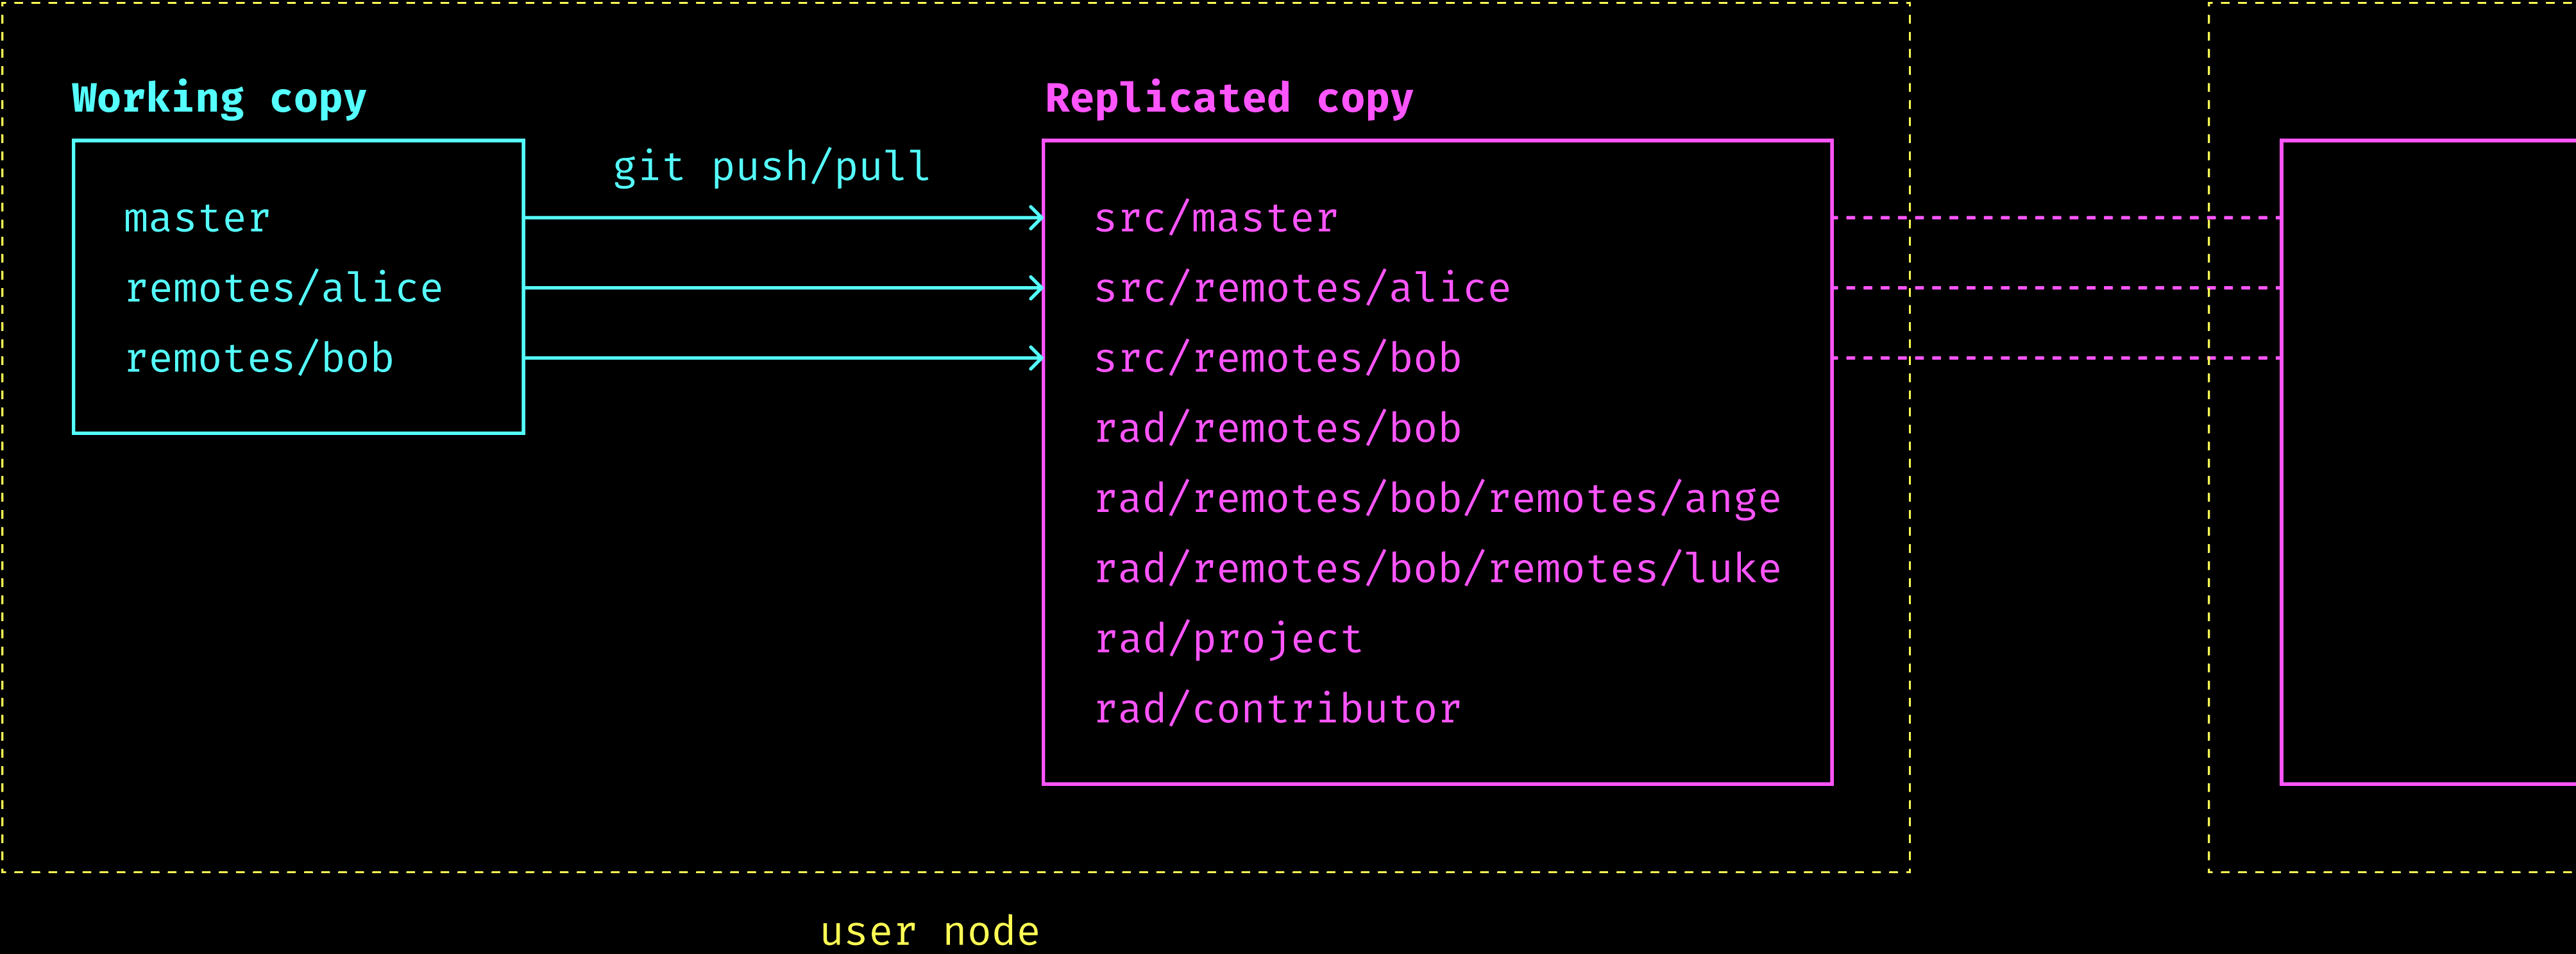 Working copy
master
remotes/alice
remotes/bob
git push/pull
Replicated copy
src/master
src/remotes/alice
src/remotes/bob
rad/remotes/bob
rad/remotes/bob/remotes/ange
rad/remotes/bob/remotes/luke
rad/project
rad/contributor
user node